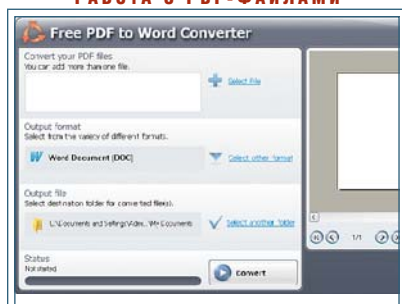 РАБОТА С PDF-ФАЙЛАМИ
Free PDF to Word Converter
Convert your PDF files
You can add more than one file.
Select File
Output format
Select from the variety of different formats.
Word Document (DOC)
Select other format
Output file
Select destination folder for converted file(s).
Select another folder
1/1
Status
Not started
Convert